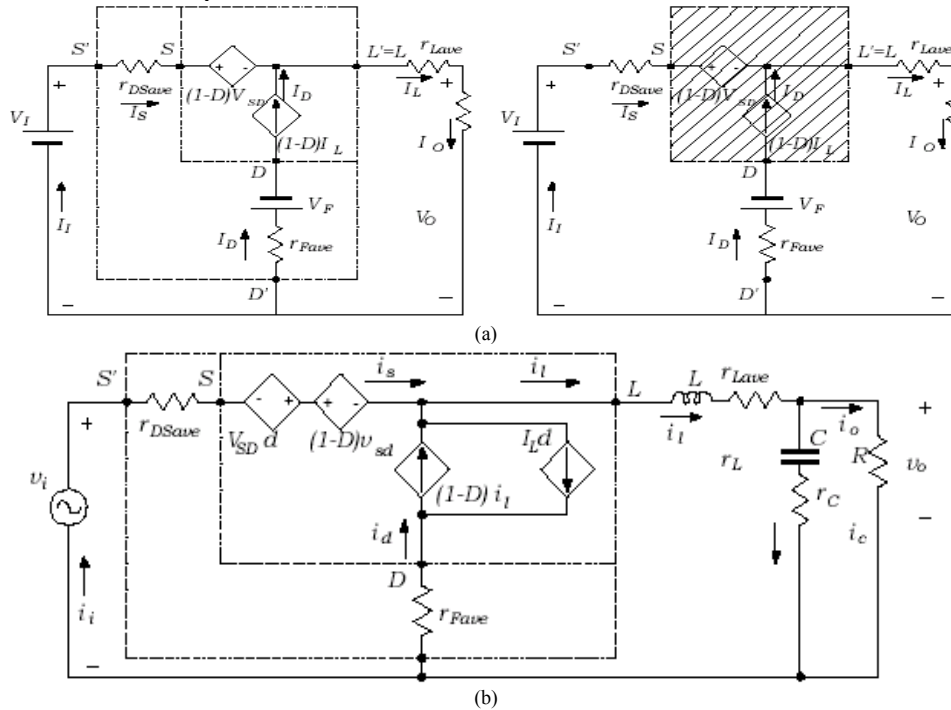 S' S L'=L r_Lave
+ r_DSave + - I_L +
I_S (1-D)V_SD I_D
V_I I_O
(1-D)I_L
D
V_F
I_I I_D r_Fave V_O
D'
- -
S' S L'=L r_Lave
+ r_DSave + - I_L +
I_S (1-D)V_SD I_D
V_I I_O
(1-D)I_L
D
V_F
I_I I_D r_Fave V_O
D'
- -
(a)
S' S i_s i_l L L r_Lave
+ r_DSave - + + - i_l C i_o +
V_SD d (1-D)v_sd I_L d r_L R v_o
v_i (1-D) i_l r_C -
i_d i_c
i_i D
r_Fave
-
(b)